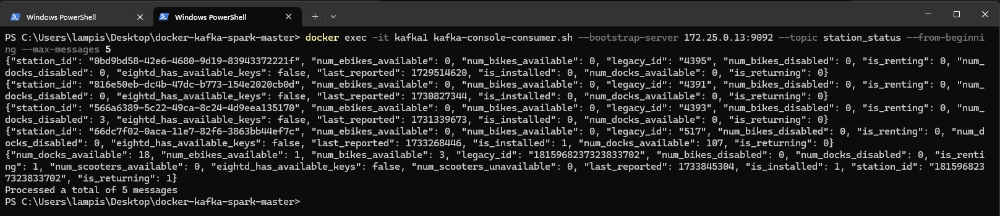 Windows PowerShell
Windows PowerShell
PS C:\Users\lampis\Desktop\docker-kafka-spark-master> docker exec -it kafka1 kafka-console-consumer.sh --bootstrap-server 172.25.0.13:9092 --topic station_status --from-beginni
ng --max-messages 5
{"station_id": "0bd9bd58-42e6-4680-9d19-83943372221f", "num_ebikes_available": 0, "num_bikes_available": 0, "legacy_id": "4395", "num_bikes_disabled": 0, "is_renting": 0, "num_
docks_disabled": 0, "eightd_has_available_keys": false, "last_reported": 1729514620, "is_installed": 0, "num_docks_available": 0, "is_returning": 0}
{"station_id": "816e50eb-dc4b-47dc-b773-154e2020cb0d", "num_ebikes_available": 0, "num_bikes_available": 0, "legacy_id": "4391", "num_bikes_disabled": 0, "is_renting": 0, "num_
docks_disabled": 0, "eightd_has_available_keys": false, "last_reported": 1730827344, "is_installed": 0, "num_docks_available": 0, "is_returning": 0}
{"station_id": "566a6389-5c22-49ca-8c24-4d9eea135170", "num_ebikes_available": 0, "num_bikes_available": 0, "legacy_id": "4393", "num_bikes_disabled": 0, "is_renting": 0, "num_
docks_disabled": 3, "eightd_has_available_keys": false, "last_reported": 1731339673, "is_installed": 0, "num_docks_available": 0, "is_returning": 0}
{"station_id": "66dc7f02-0aca-11e7-82f6-3863bb44ef7c", "num_ebikes_available": 0, "num_bikes_available": 0, "legacy_id": "517", "num_bikes_disabled": 0, "is_renting": 0, "num_d
ocks_disabled": 0, "eightd_has_available_keys": false, "last_reported": 1733268446, "is_installed": 1, "num_docks_available": 107, "is_returning": 0}
{"num_docks_available": 18, "num_ebikes_available": 1, "num_bikes_available": 3, "legacy_id": "1815968237323833702", "num_bikes_disabled": 0, "num_docks_disabled": 0, "is_renti
ng": 1, "num_scooters_available": 0, "eightd_has_available_keys": false, "num_scooters_unavailable": 0, "last_reported": 1733845304, "is_installed": 1, "station_id": "181596823
7323833702", "is_returning": 1}
Processed a total of 5 messages
PS C:\Users\lampis\Desktop\docker-kafka-spark-master>